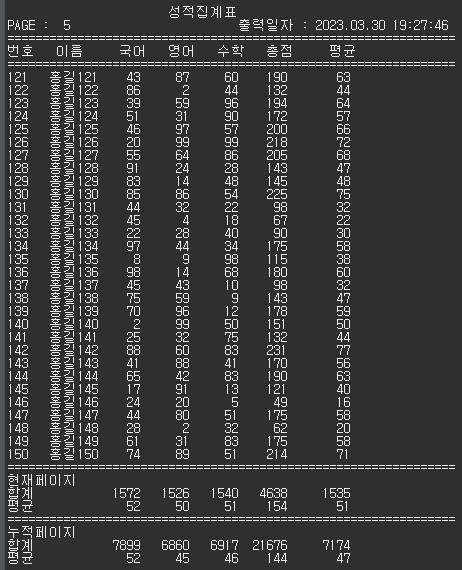 성적집계표
PAGE : 5 출력일자 : 2023.03.30 19:27:46
번호 이름 국어 영어 수학 총점 평균
121 홍길121 43 87 60 190 63
122 홍길122 86 2 44 132 44
123 홍길123 39 59 96 194 64
124 홍길124 51 31 90 172 57
125 홍길125 46 97 57 200 66
126 홍길126 20 99 99 218 72
127 홍길127 55 64 86 205 68
128 홍길128 91 24 28 143 47
129 홍길129 83 14 48 145 48
130 홍길130 85 86 54 225 75
131 홍길131 44 32 22 98 32
132 홍길132 45 4 18 67 22
133 홍길133 22 28 40 90 30
134 홍길134 97 44 34 175 58
135 홍길135 8 9 98 115 38
136 홍길136 98 14 68 180 60
137 홍길137 45 43 10 98 32
138 홍길138 75 59 9 143 47
139 홍길139 70 96 12 178 59
140 홍길140 2 99 50 151 50
141 홍길141 25 32 75 132 44
142 홍길142 88 60 83 231 77
143 홍길143 41 88 41 170 56
144 홍길144 65 42 83 190 63
145 홍길145 17 91 13 121 40
146 홍길146 24 20 5 49 16
147 홍길147 44 80 51 175 58
148 홍길148 28 2 32 62 20
149 홍길149 61 31 83 175 58
150 홍길150 74 89 51 214 71
현재페이지
합계 1572 1526 1540 4638 1535
평균 52 50 51 154 51
누적페이지
합계 7899 6860 6917 21676 7174
평균 52 45 46 144 47